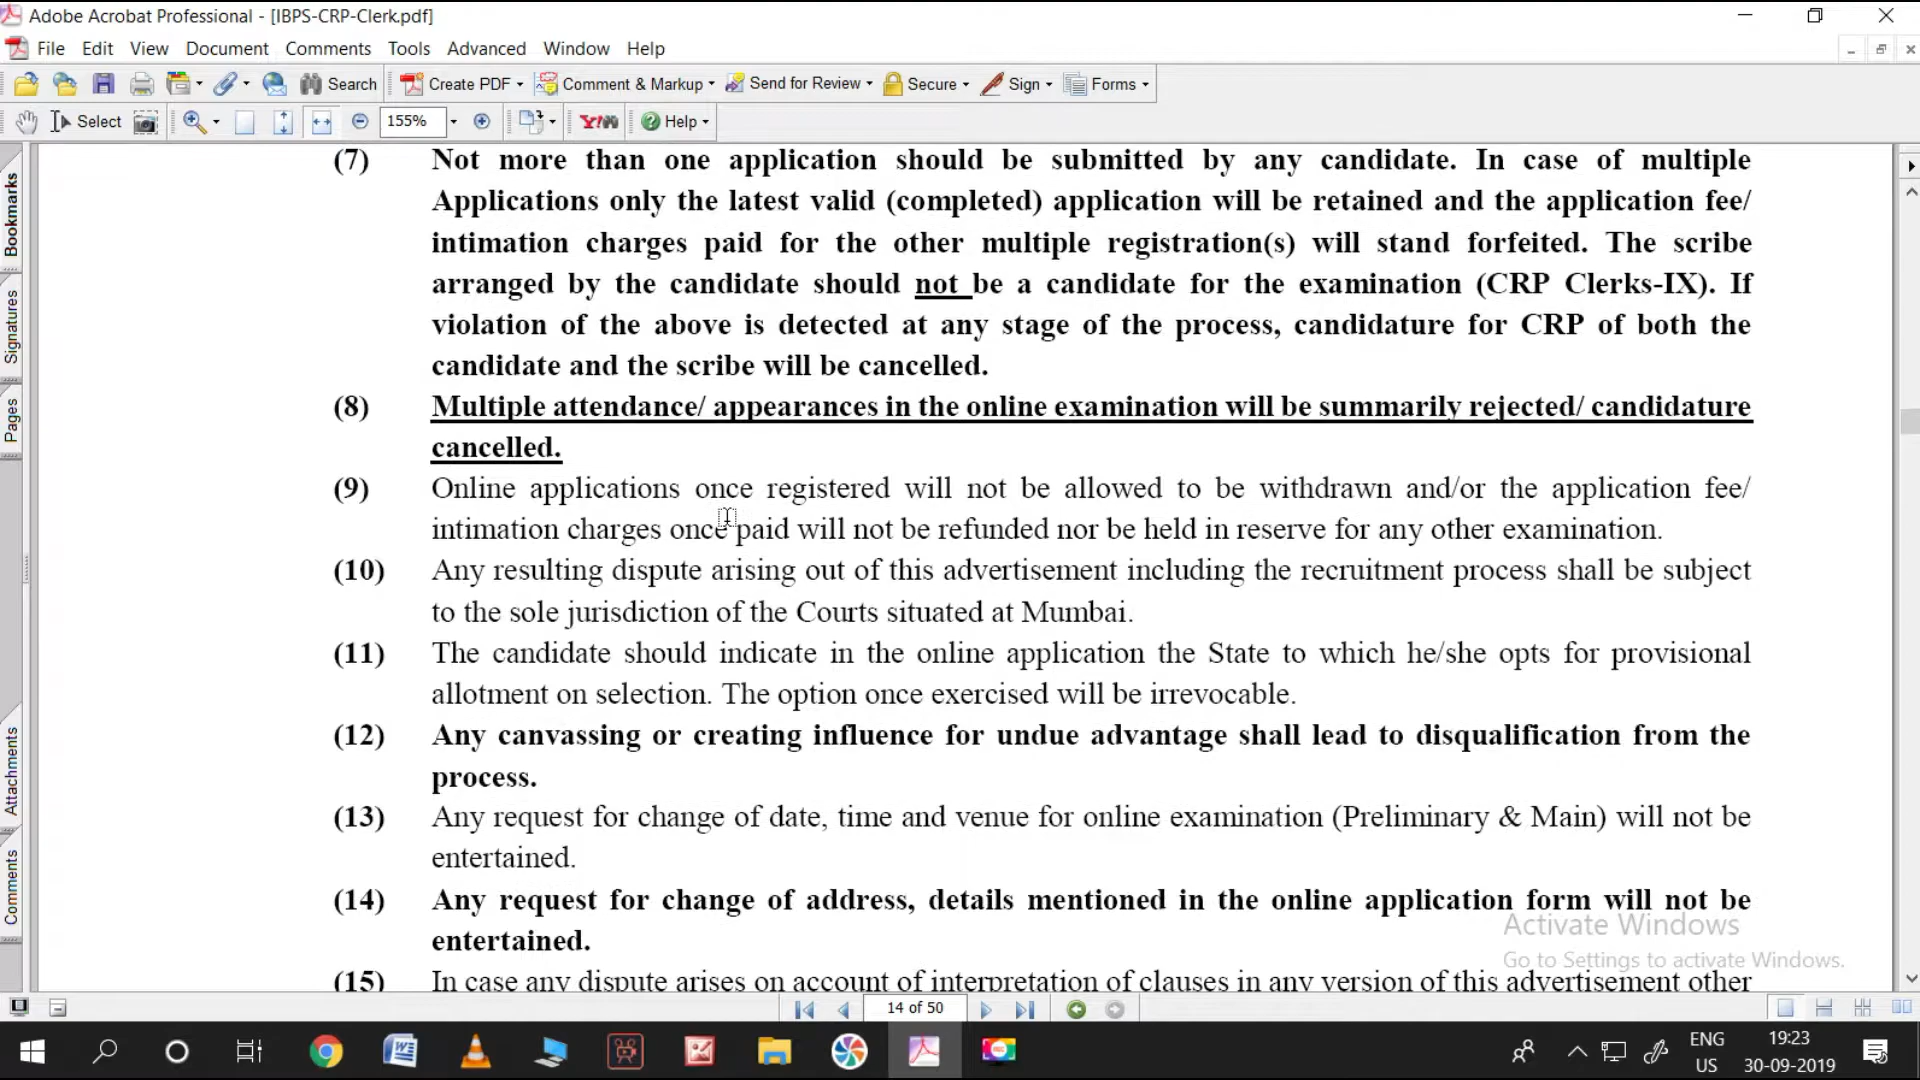 Adobe Acrobat Professional - [IBPS-CRP-Clerk.pdf]
File Edit View Document Comments Tools Advanced Window Help
Search Create PDF Comment & Markup Send for Review Secure Sign Forms
Select 155% Y! Help
Bookmarks
Signatures
Pages
Attachments
Comments
(7) Not more than one application should be submitted by any candidate. In case of multiple
Applications only the latest valid (completed) application will be retained and the application fee/
intimation charges paid for the other multiple registration(s) will stand forfeited. The scribe
arranged by the candidate should not be a candidate for the examination (CRP Clerks-IX). If
violation of the above is detected at any stage of the process, candidature for CRP of both the
candidate and the scribe will be cancelled.
(8) Multiple attendance/ appearances in the online examination will be summarily rejected/ candidature
cancelled.
(9) Online applications once registered will not be allowed to be withdrawn and/or the application fee/
intimation charges once paid will not be refunded nor be held in reserve for any other examination.
(10) Any resulting dispute arising out of this advertisement including the recruitment process shall be subject
to the sole jurisdiction of the Courts situated at Mumbai.
(11) The candidate should indicate in the online application the State to which he/she opts for provisional
allotment on selection. The option once exercised will be irrevocable.
(12) Any canvassing or creating influence for undue advantage shall lead to disqualification from the
process.
(13) Any request for change of date, time and venue for online examination (Preliminary & Main) will not be
entertained.
(14) Any request for change of address, details mentioned in the online application form will not be
entertained.
(15) In case any dispute arises on account of interpretation of clauses in any version of this advertisement other
Activate Windows
Go to Settings to activate Windows.
14 of 50
ENG
US
19:23
30-09-2019